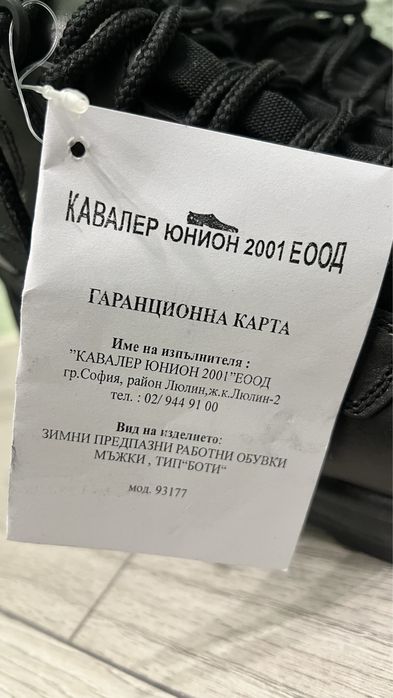 КАВАЛЕР ЮНИОН 2001 ЕООД
ГАРАНЦИОННА КАРТА
Име на изпълнителя :
"КАВАЛЕР ЮНИОН 2001"ЕООД
гр.София, район Люлин,ж.к.Люлин-2
тел. : 02/ 944 91 00
Вид на изделието:
ЗИМНИ ПРЕДПАЗНИ РАБОТНИ ОБУВКИ
МЪЖКИ , ТИП"БОТИ"
мод. 93177